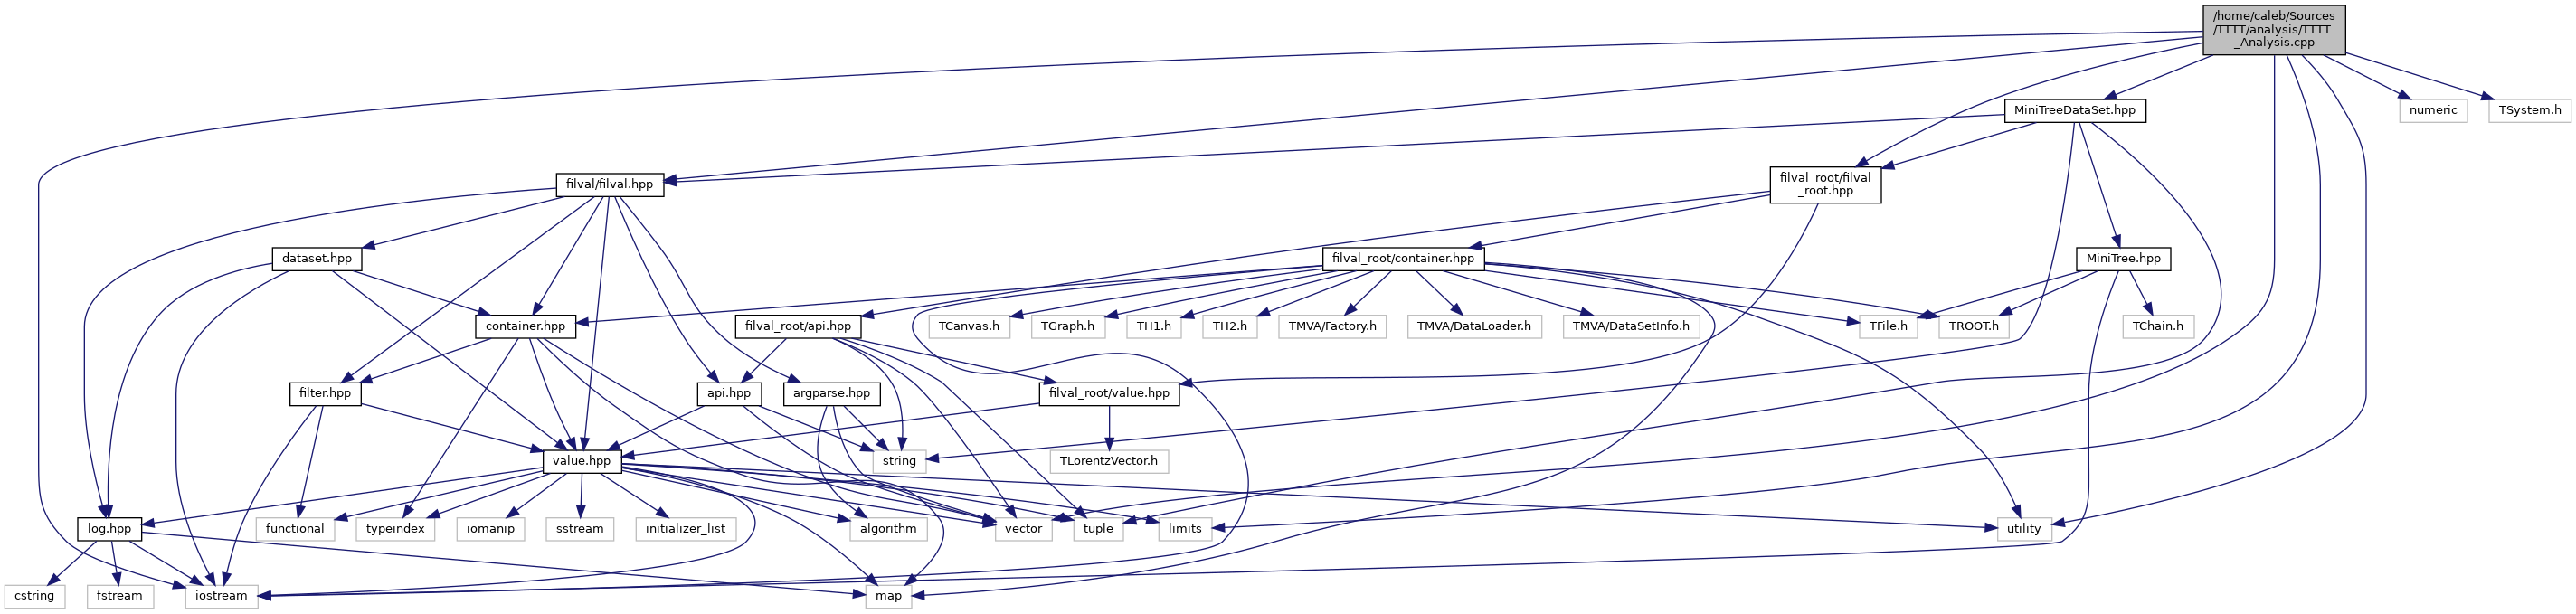 /home/caleb/Sources
/TTTT/analysis/TTTT
_Analysis.cpp
MiniTreeDataSet.hpp
numeric
TSystem.h
filval/filval.hpp
filval_root/filval
_root.hpp
dataset.hpp
filval_root/container.hpp
MiniTree.hpp
container.hpp
filval_root/api.hpp
TCanvas.h
TGraph.h
TH1.h
TH2.h
TMVA/Factory.h
TMVA/DataLoader.h
TMVA/DataSetInfo.h
TFile.h
TROOT.h
TChain.h
filter.hpp
api.hpp
argparse.hpp
filval_root/value.hpp
value.hpp
string
TLorentzVector.h
log.hpp
functional
typeindex
iomanip
sstream
initializer_list
algorithm
vector
tuple
limits
utility
cstring
fstream
iostream
map